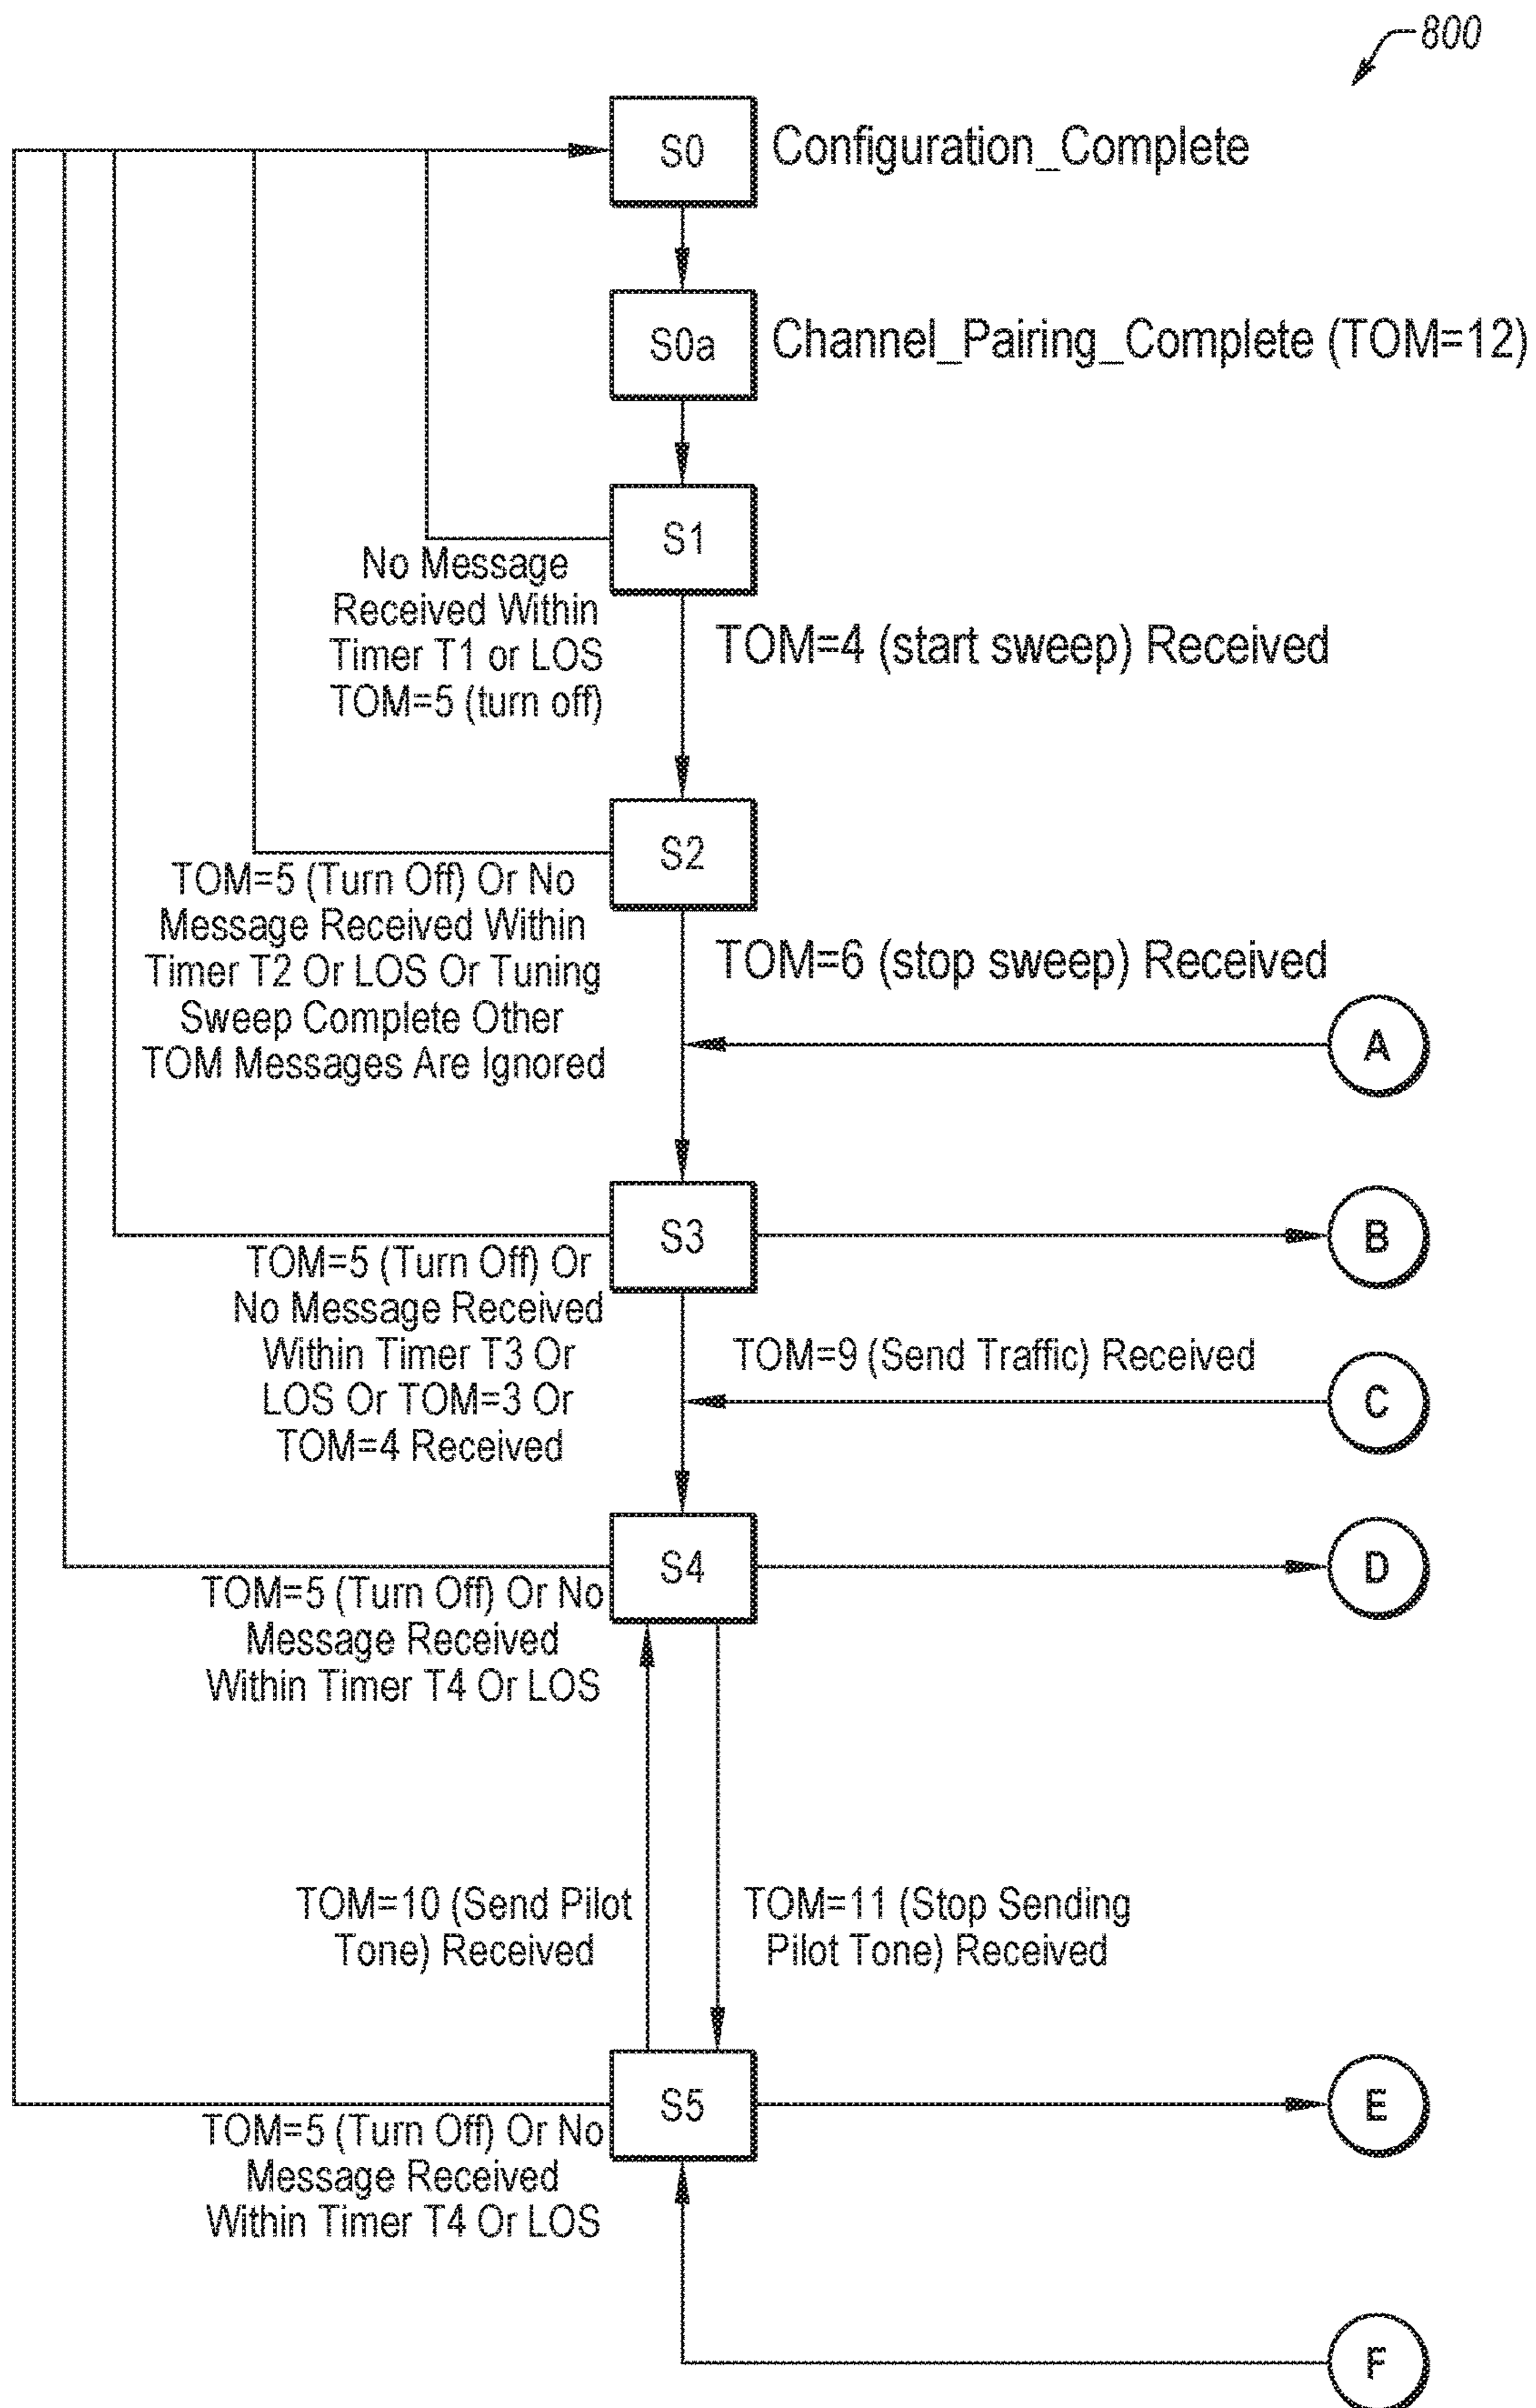 800
S0
Configuration_Complete
S0a
Channel_Pairing_Complete (TOM=12)
S1
No Message
Received Within
Timer T1 or LOS
TOM=5 (turn off)
TOM=4 (start sweep) Received
S2
TOM=5 (Turn Off) Or No
Message Received Within
Timer T2 Or LOS Or Tuning
Sweep Complete Other
TOM Messages Are Ignored
TOM=6 (stop sweep) Received
A
S3
B
TOM=5 (Turn Off) Or
No Message Received
Within Timer T3 Or
LOS Or TOM=3 Or
TOM=4 Received
TOM=9 (Send Traffic) Received
C
S4
D
TOM=5 (Turn Off) Or No
Message Received
Within Timer T4 Or LOS
TOM=10 (Send Pilot
Tone) Received
TOM=11 (Stop Sending
Pilot Tone) Received
S5
E
TOM=5 (Turn Off) Or No
Message Received
Within Timer T4 Or LOS
F